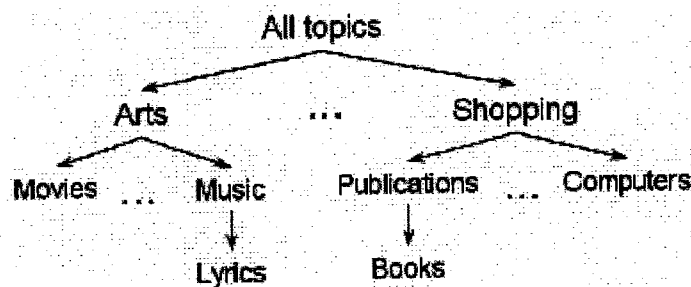 All topics
Arts ... Shopping
Movies ... Music Publications ... Computers
Lyrics Books